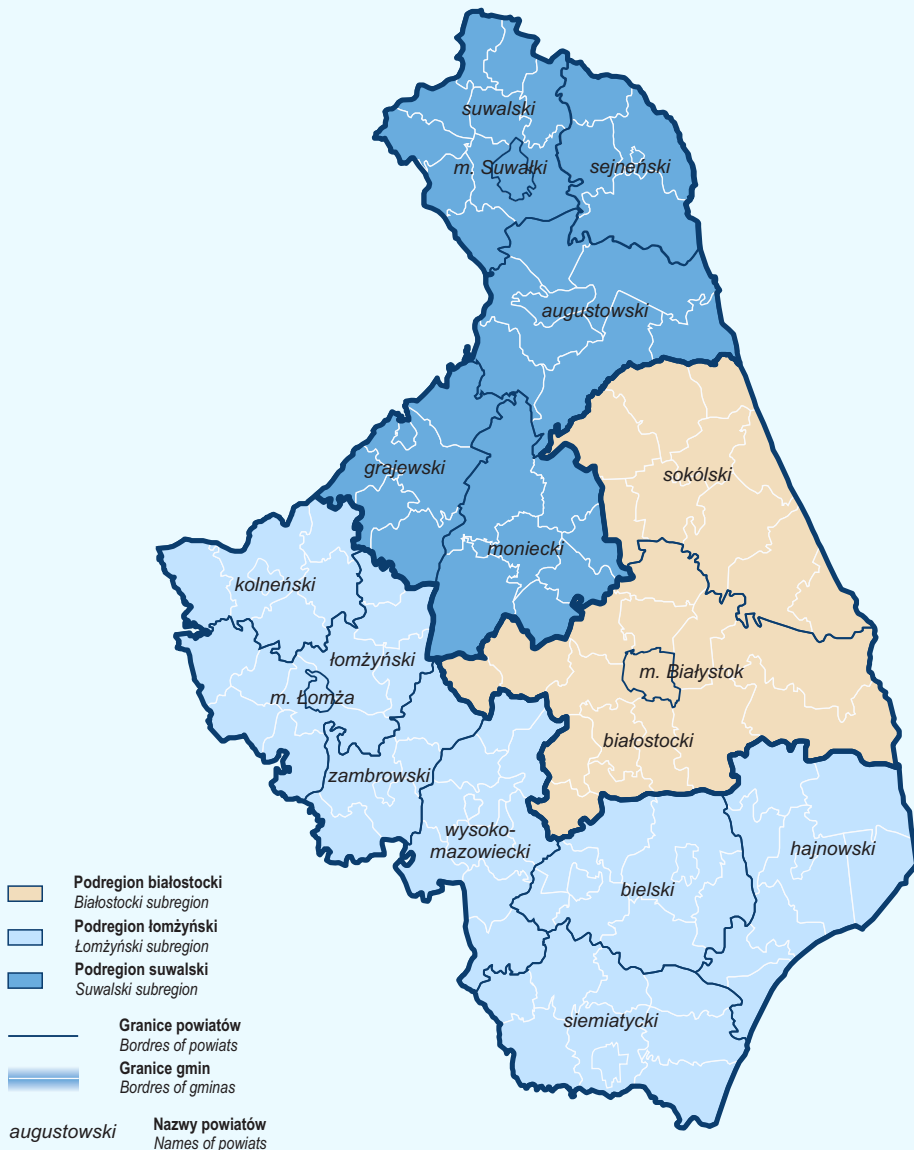 suwalski
m. Suwałki
sejneński
augustowski
grajewski
sokólski
moniecki
kolneński
łomżyński
m. Łomża
m. Białystok
białostocki
zambrowski
wysoko-
mazowiecki
hajnowski
bielski
siemiatycki
Podregion białostocki
Białostocki subregion
Podregion łomżyński
Łomżyński subregion
Podregion suwalski
Suwalski subregion
Granice powiatów
Bordres of powiats
Granice gmin
Bordres of gminas
augustowski
Nazwy powiatów
Names of powiats